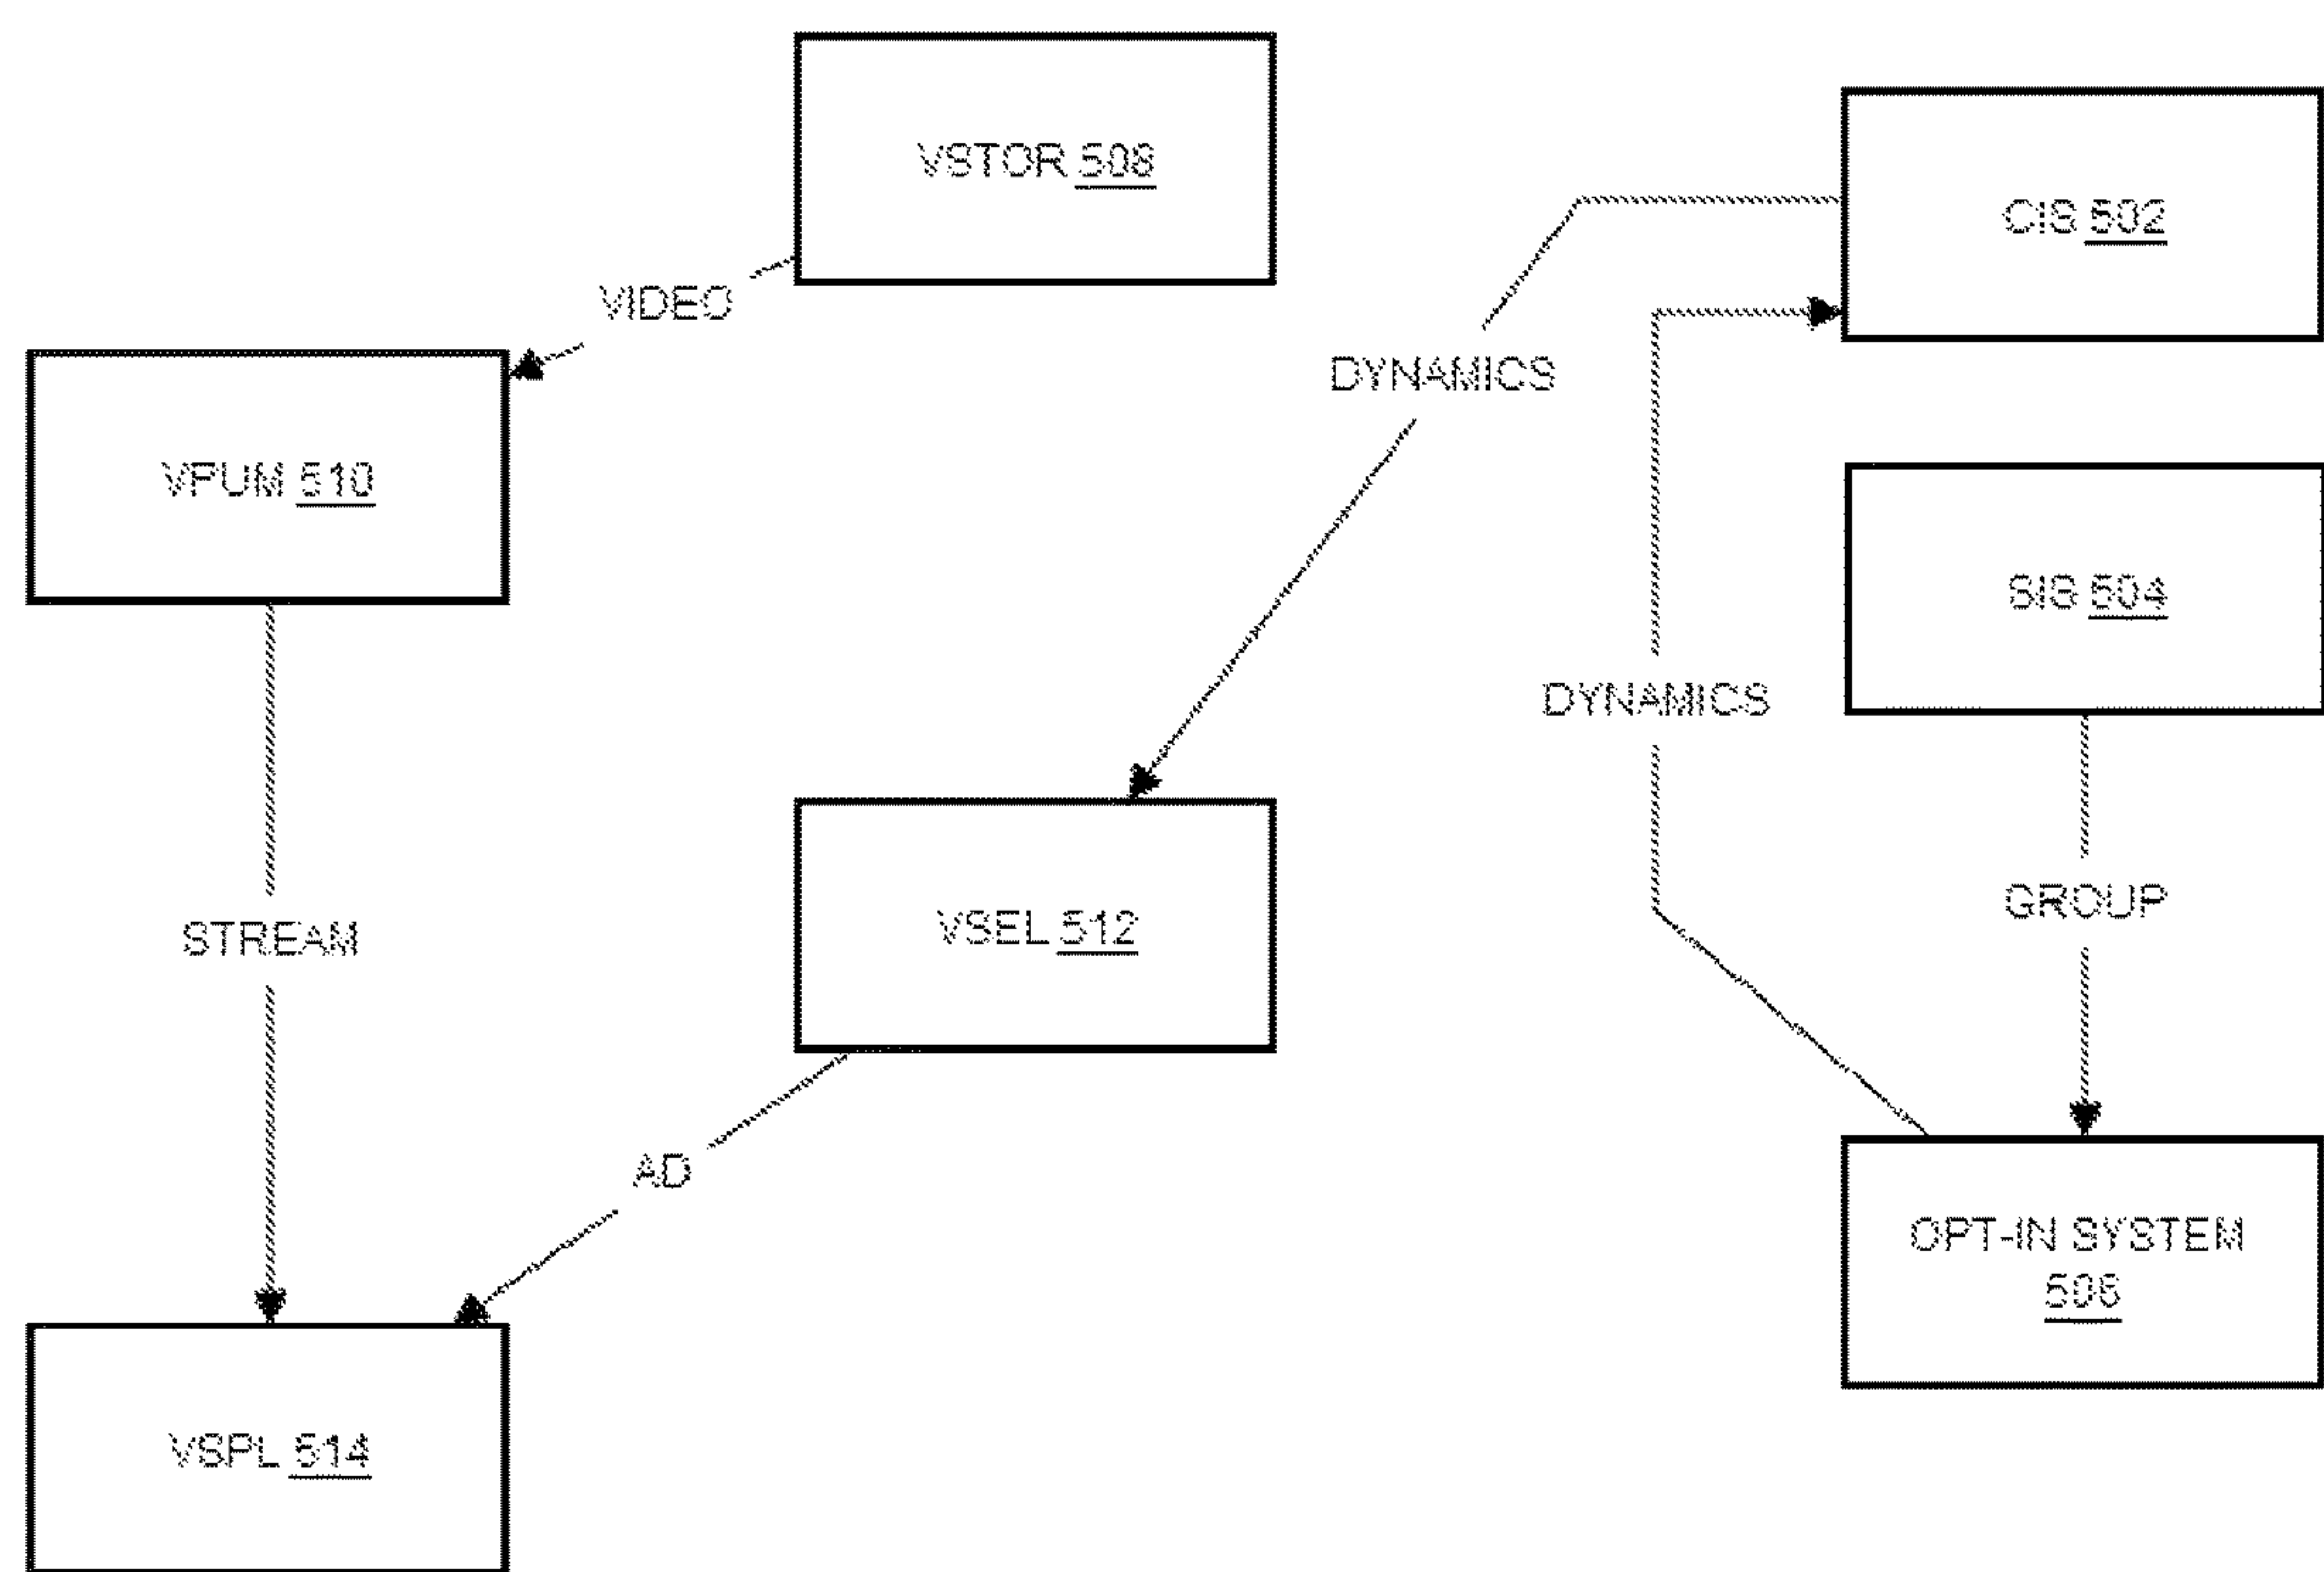 VSTOR 508
CIS 502
VIDEO
DYNAMICS
VPUM 510
SIS 504
DYNAMICS
GROUP
VSEL 512
STREAM
AD
OPT-IN SYSTEM
506
VSPL 514